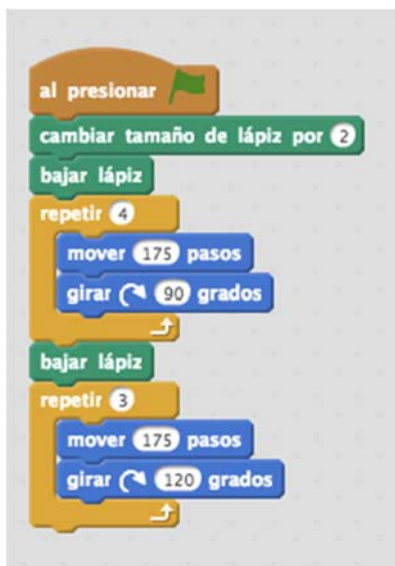 al presionar
cambiar tamaño de lápiz por 2
bajar lápiz
repetir 4
mover 175 pasos
girar 90 grados
bajar lápiz
repetir 3
mover 175 pasos
girar 120 grados